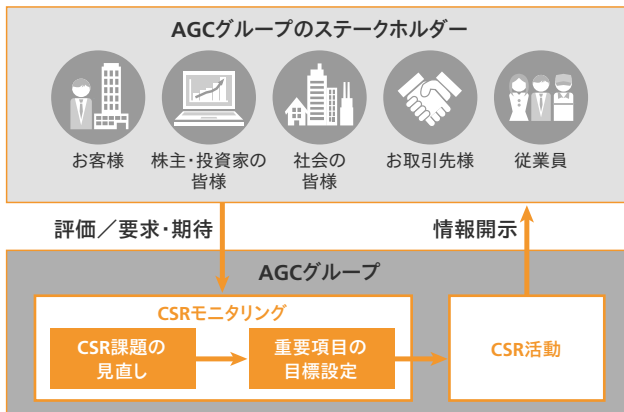 AGCグループのステークホルダー
お客様
株主・投資家の
皆様
社会の
皆様
お取引先様
従業員
評価／要求・期待
情報開示
AGCグループ
CSRモニタリング
CSR課題の
見直し
重要項目の
目標設定
CSR活動